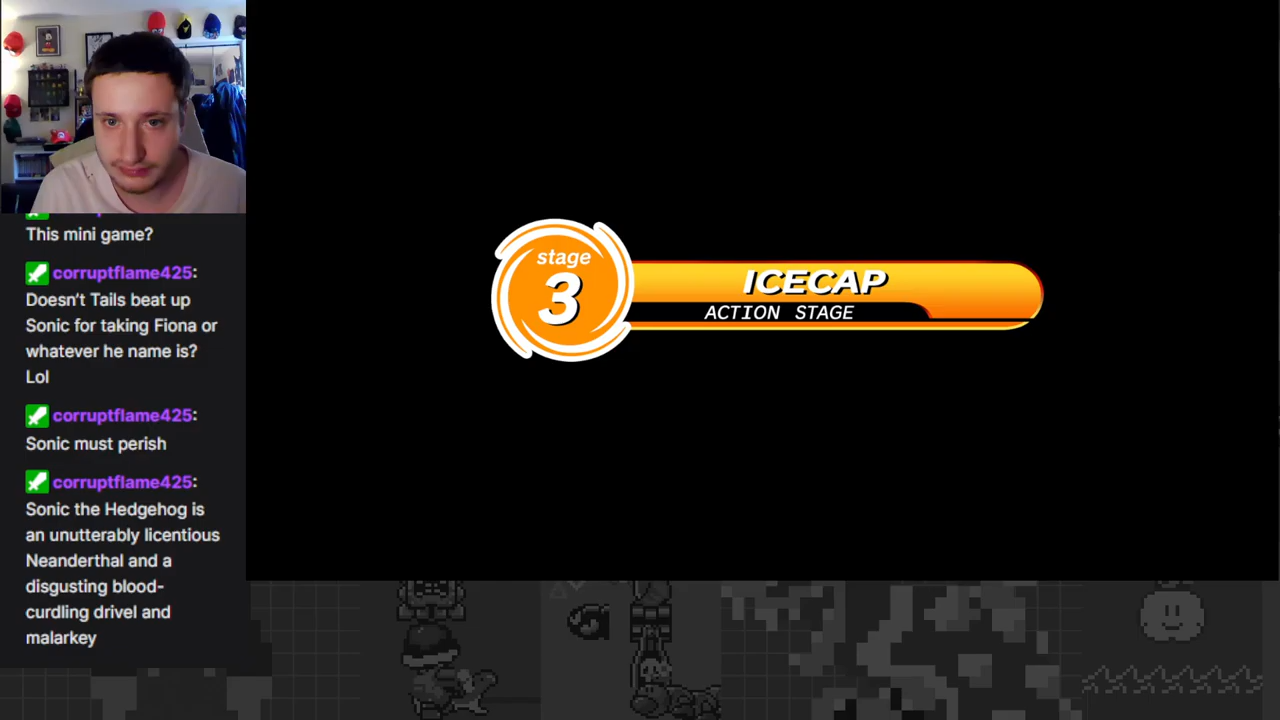 This mini game?
corruptflame425:
Doesn't Tails beat up
Sonic for taking Fiona or
whatever he name is?
Lol
corruptflame425:
Sonic must perish
corruptflame425:
Sonic the Hedgehog is
an unutterably licentious
Neanderthal and a
disgusting blood-
curdling drivel and
malarkey
stage
3
ICECAP
ACTION STAGE